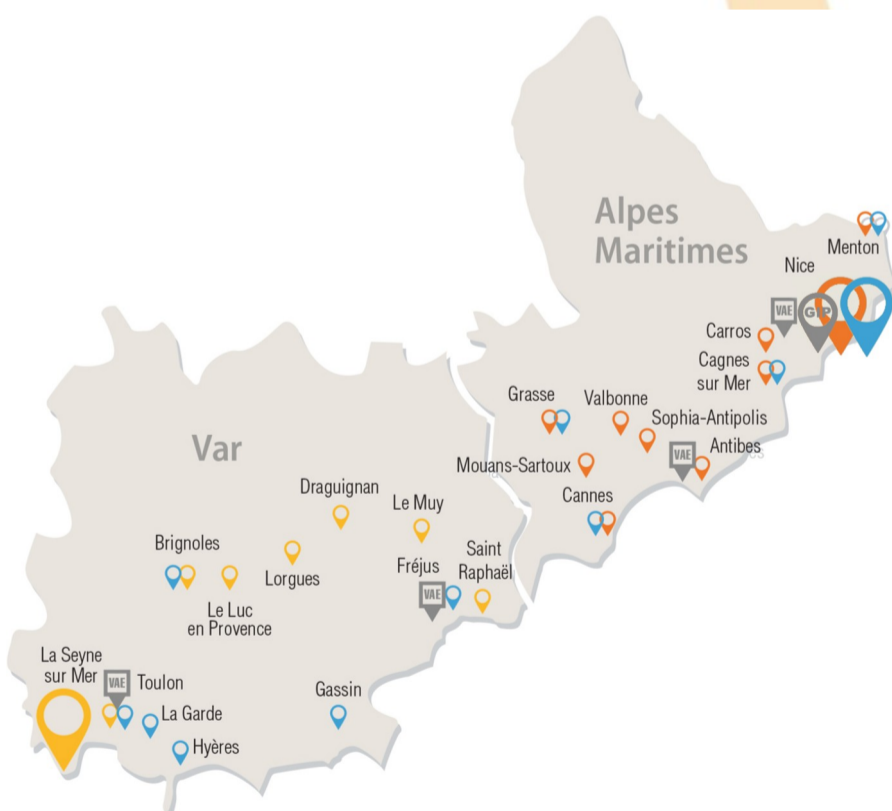 Alpes
Maritimes
Menton
Nice
VAE
GIP
Carros
Cagnes
sur Mer
Grasse
Valbonne
Sophia-Antipolis
Mouans-Sartoux
VAE
Antibes
Cannes
Var
Draguignan
Le Muy
Brignoles
Lorgues
Fréjus
Saint
Raphaël
VAE
Le Luc
en Provence
La Seyne
sur Mer
VAE
Toulon
Gassin
La Garde
Hyères